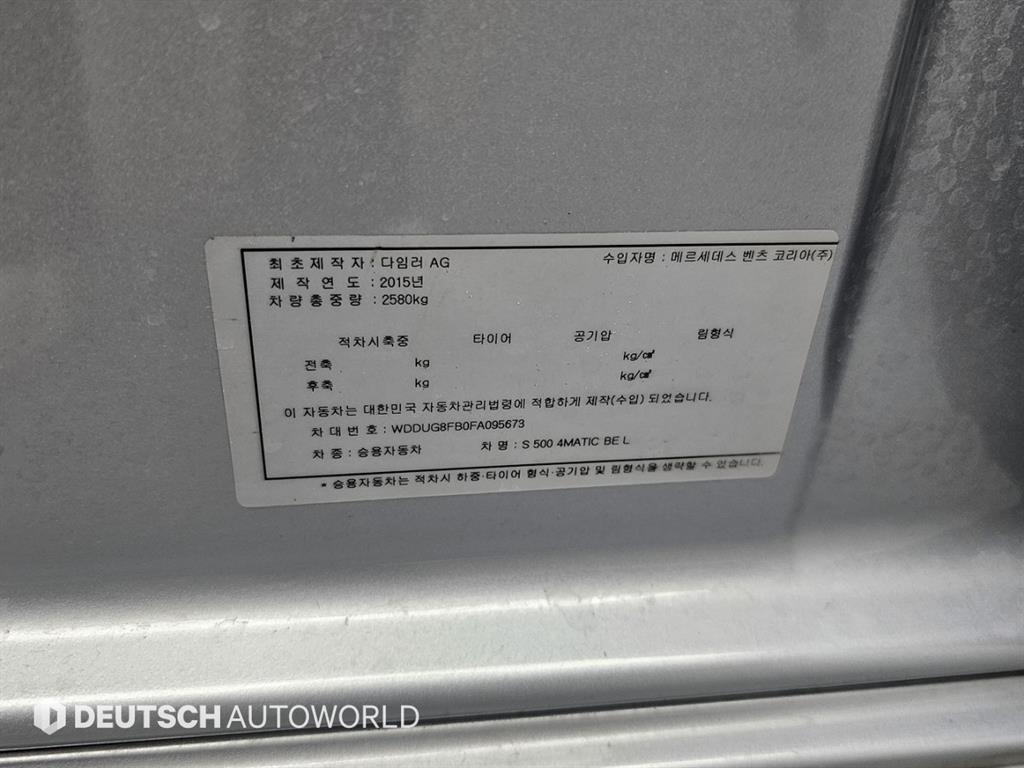 최초제작자 : 다임러 AG 수입자명 : 메르세데스 벤츠 코리아(주)
제작연도 : 2015년
차량총중량 : 2580kg
적차시축중 타이어 공기압 림형식
전축 kg kg/㎠
후축 kg kg/㎠
이 자동차는 대한민국 자동차관리법령에 적합하게 제작(수입) 되었습니다.
차대번호 : WDDUG8FB0FA095673
차종 : 승용자동차 차명 : S 500 4MATIC BE L
* 승용자동차는 적차시 하중·타이어 형식·공기압 및 림형식을 생략할 수 있습니다.
DEUTSCH AUTOWORLD